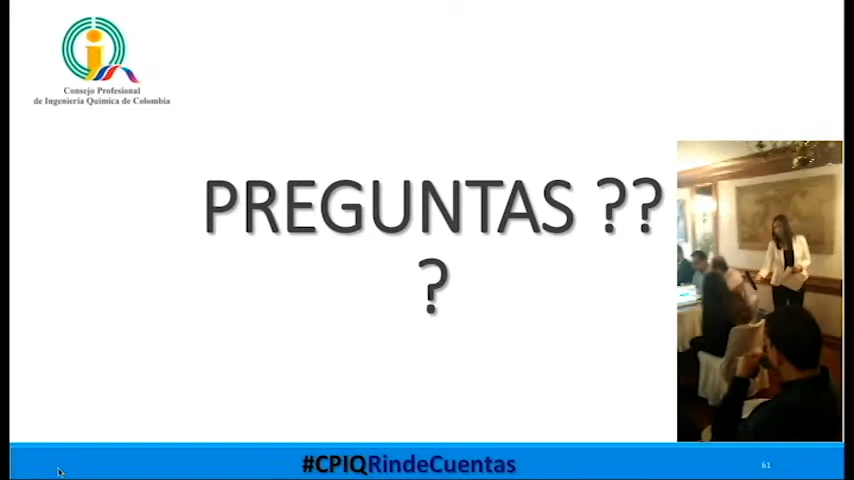 Consejo Profesional
de Ingeniería Química de Colombia
PREGUNTAS ??
?
#CPIQRindeCuentas
61